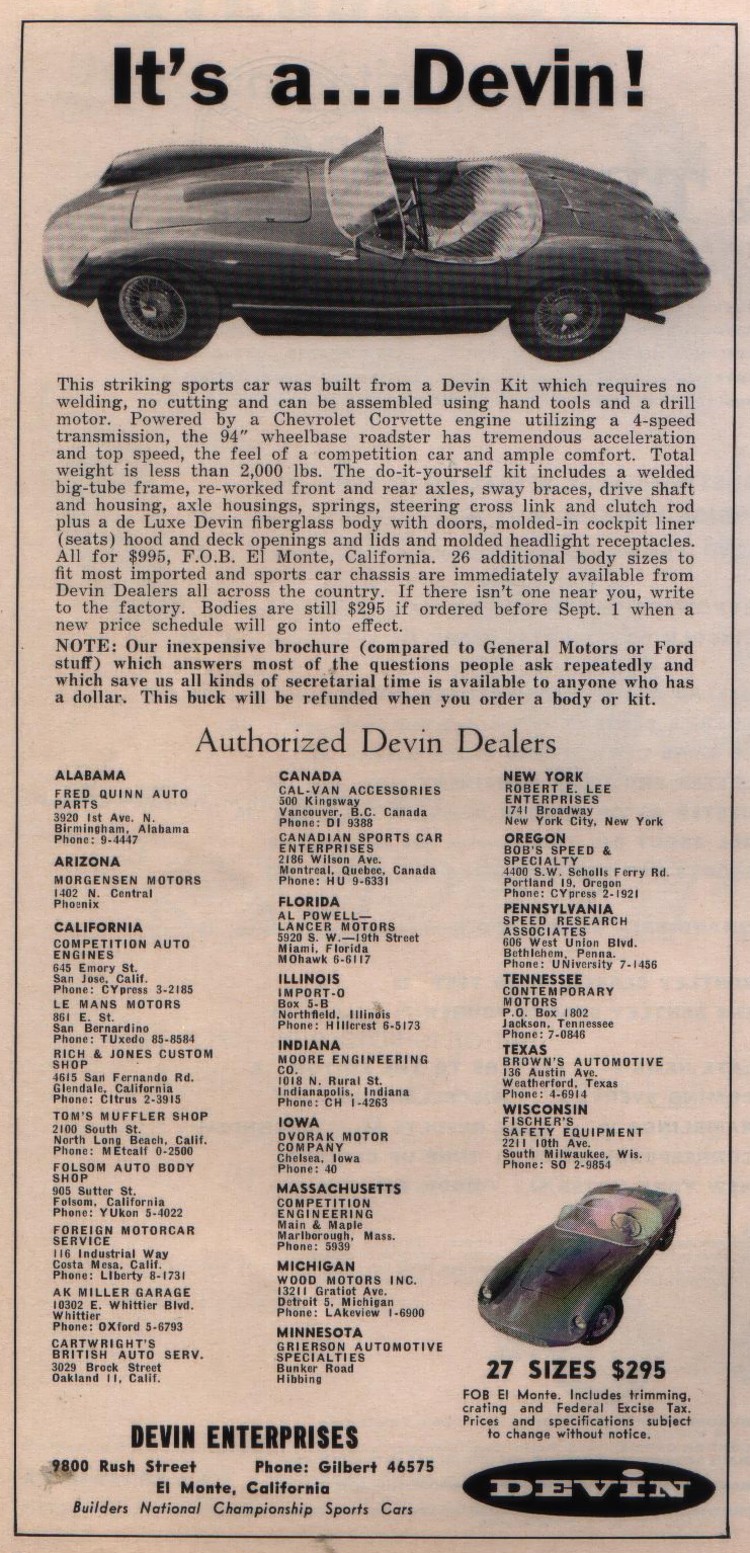 It's a...Devin!
This striking sports car was built from a Devin Kit which requires no
welding, no cutting and can be assembled using hand tools and a drill
motor. Powered by a Chevrolet Corvette engine utilizing a 4-speed
transmission, the 94" wheelbase roadster has tremendous acceleration
and top speed, the feel of a competition car and ample comfort. Total
weight is less than 2,000 lbs. The do-it-yourself kit includes a welded
big-tube frame, re-worked front and rear axles, sway braces, drive shaft
and housing, axle housings, springs, steering cross link and clutch rod
plus a de Luxe Devin fiberglass body with doors, molded-in cockpit liner
(seats) hood and deck openings and lids and molded headlight receptacles.
All for $995, F.O.B. El Monte, California. 26 additional body sizes to
fit most imported and sports car chassis are immediately available from
Devin Dealers all across the country. If there isn't one near you, write
to the factory. Bodies are still $295 if ordered before Sept. 1 when a
new price schedule will go into effect.
NOTE: Our inexpensive brochure (compared to General Motors or Ford
stuff) which answers most of the questions people ask repeatedly and
which save us all kinds of secretarial time is available to anyone who has
a dollar. This buck will be refunded when you order a body or kit.
Authorized Devin Dealers
ALABAMA
FRED QUINN AUTO
PARTS
3920 1st Ave. N.
Birmingham, Alabama
Phone: 9-4447
ARIZONA
MORGENSEN MOTORS
1402 N. Central
Phoenix
CALIFORNIA
COMPETITION AUTO
ENGINES
645 Emory St.
San Jose, Calif.
Phone: CYpress 3-2185
LE MANS MOTORS
861 E. St.
San Bernardino
Phone: TUxedo 85-8584
RICH & JONES CUSTOM
SHOP
4615 San Fernando Rd.
Glendale, California
Phone: CItrus 2-3915
TOM'S MUFFLER SHOP
2100 South St.
North Long Beach, Calif.
Phone: MEtcalf 0-2500
FOLSOM AUTO BODY
SHOP
905 Sutter St.
Folsom, California
Phone: YUkon 5-4022
FOREIGN MOTORCAR
SERVICE
116 Industrial Way
Costa Mesa, Calif.
Phone: LIberty 8-1731
AK MILLER GARAGE
10302 E. Whittier Blvd.
Whittier
Phone: OXford 5-6793
CARTWRIGHT'S
BRITISH AUTO SERV.
3029 Brock Street
Oakland 11, Calif.
CANADA
CAL-VAN ACCESSORIES
500 Kingsway
Vancouver, B.C. Canada
Phone: DI 9388
CANADIAN SPORTS CAR
ENTERPRISES
2186 Wilson Ave.
Montreal, Quebec, Canada
Phone: HU 9-6331
FLORIDA
AL POWELL—
LANCER MOTORS
5920 S. W.—19th Street
Miami, Florida
MOhawk 6-6117
ILLINOIS
IMPORT-O
Box 5-B
Northfield, Illinois
Phone: HIllcrest 6-5173
INDIANA
MOORE ENGINEERING
CO.
1018 N. Rural St.
Indianapolis, Indiana
Phone: CH 1-4263
IOWA
DVORAK MOTOR
COMPANY
Chelsea, Iowa
Phone: 40
MASSACHUSETTS
COMPETITION
ENGINEERING
Main & Maple
Marlborough, Mass.
Phone: 5939
MICHIGAN
WOOD MOTORS INC.
13211 Gratiot Ave.
Detroit 5, Michigan
Phone: LAkeview 1-6900
MINNESOTA
GRIERSON AUTOMOTIVE
SPECIALTIES
Bunker Road
Hibbing
NEW YORK
ROBERT E. LEE
ENTERPRISES
1741 Broadway
New York City, New York
OREGON
BOB'S SPEED &
SPECIALTY
4400 S.W. Scholls Ferry Rd.
Portland 19, Oregon
Phone: CYpress 2-1921
PENNSYLVANIA
SPEED RESEARCH
ASSOCIATES
606 West Union Blvd.
Bethlehem, Penna.
Phone: UNiversity 7-1456
TENNESSEE
CONTEMPORARY
MOTORS
P.O. Box 1802
Jackson, Tennessee
Phone: 7-0846
TEXAS
BROWN'S AUTOMOTIVE
136 Austin Ave.
Weatherford, Texas
Phone: 4-6914
WISCONSIN
FISCHER'S
SAFETY EQUIPMENT
2211 10th Ave.
South Milwaukee, Wis.
Phone: SO 2-9854
27 SIZES $295
FOB El Monte. Includes trimming,
crating and Federal Excise Tax.
Prices and specifications subject
to change without notice.
DEVIN ENTERPRISES
9800 Rush Street Phone: Gilbert 46575
El Monte, California
Builders National Championship Sports Cars
DEVIN